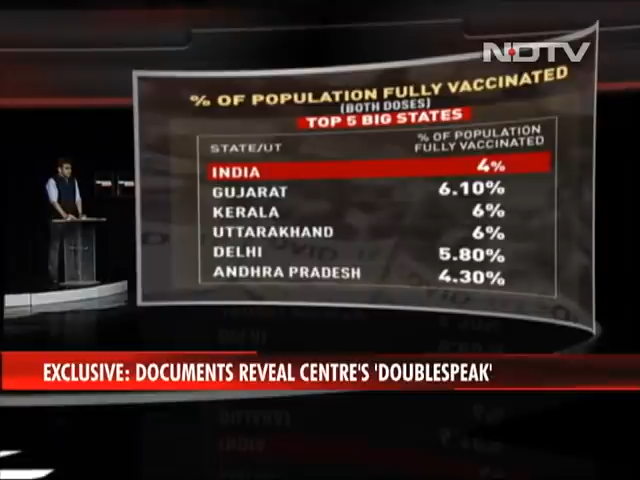 NDTV
% OF POPULATION FULLY VACCINATED
(BOTH DOSES)
TOP 5 BIG STATES
STATE/UT % OF POPULATION FULLY VACCINATED
INDIA 4%
GUJARAT 6.10%
KERALA 6%
UTTARAKHAND 6%
DELHI 5.80%
ANDHRA PRADESH 4.30%
EXCLUSIVE: DOCUMENTS REVEAL CENTRE'S 'DOUBLESPEAK'